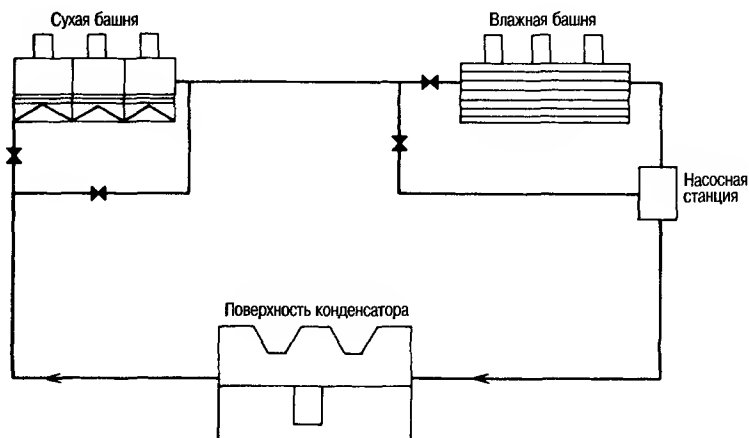 Сухая башня
Влажная башня
Насосная
станция
Поверхность конденсатора